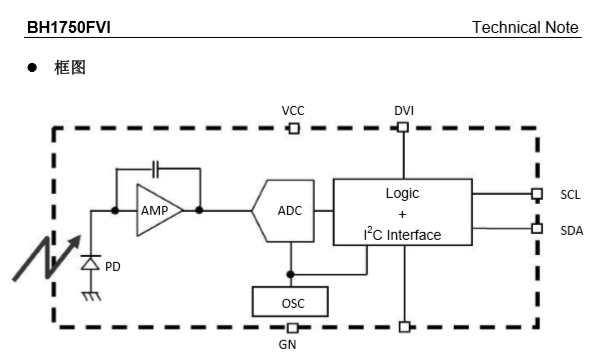 BH1750FVI Technical Note
● 框图
VCC DVI
AMP
ADC
Logic
+
I²C Interface
SCL
SDA
PD
OSC
GN